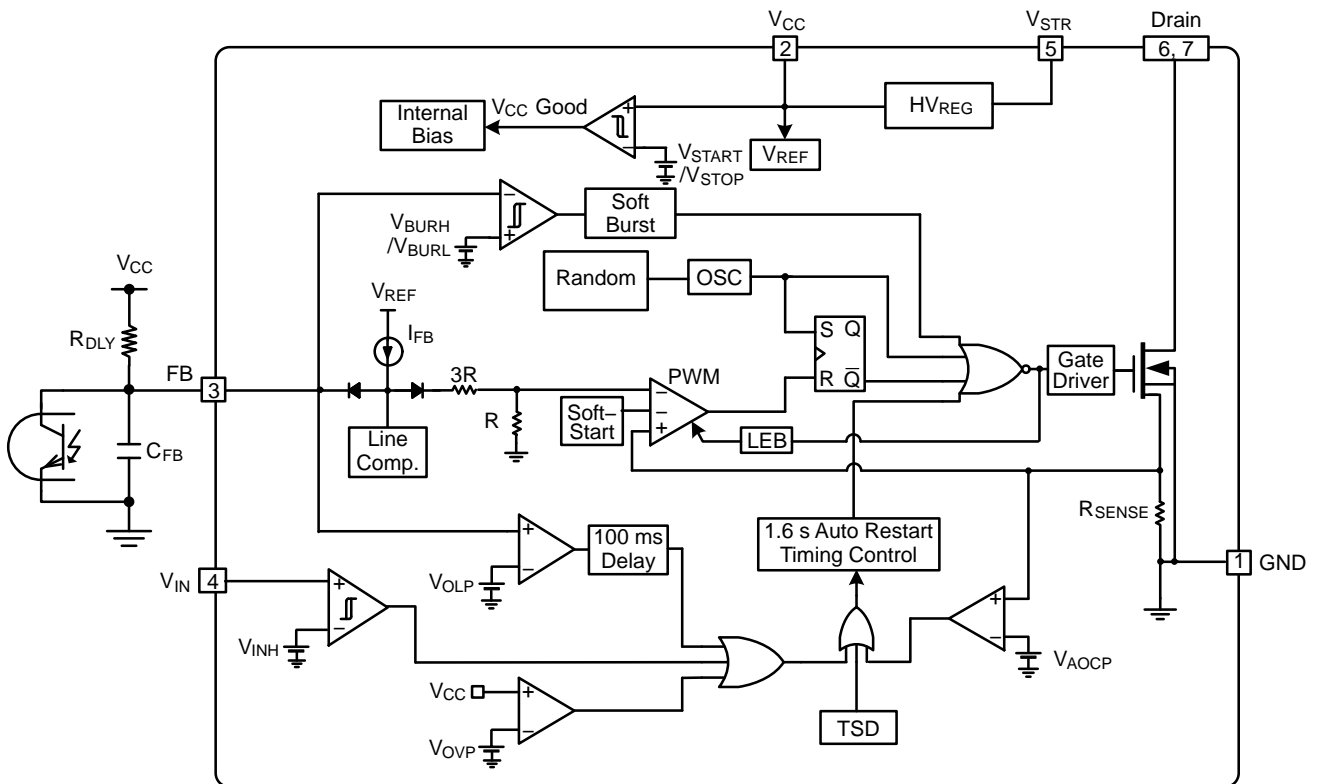 VCC
VSTR
Drain
2
5
6, 7
Internal
Bias
VCC Good
+
−
HVREG
VREF
VSTART
/VSTOP
−
+
Soft
Burst
VBURH
/VBURL
Random
OSC
VCC
VREF
RDLY
IFB
S Q
R Q̅
Gate
Driver
FB
3
3R
PWM
−
−
+
R
Soft–
Start
LEB
Line
Comp.
CFB
RSENSE
1.6 s Auto Restart
Timing Control
+
−
100 ms
Delay
VOLP
1
GND
VIN
4
+
−
VINH
+
−
VAOCP
VCC
+
−
VOVP
TSD